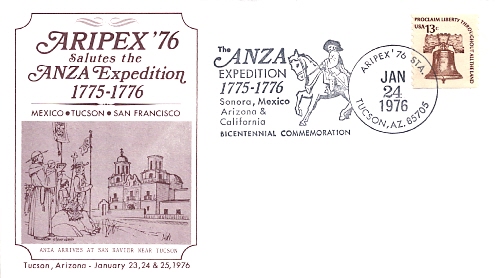 ARIPEX '76
Salutes the
ANZA Expedition
1775-1776
MEXICO • TUCSON • SAN FRANCISCO
ANZA ARRIVES AT SAN XAVIER NEAR TUCSON
Tucson, Arizona - January 23, 24 & 25, 1976
The
ANZA
EXPEDITION
1775-1776
Sonora, Mexico
Arizona &
California
BICENTENNIAL COMMEMORATION
ARIPEX '76 STA.
JAN
24
1976
TUCSON, AZ. 85705
PROCLAIM LIBERTY THROUGHOUT ALL THE LAND
USA 13c